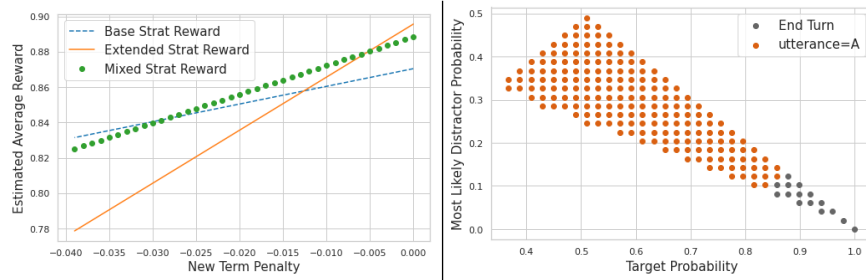 Estimated Average Reward
0.90
0.88
0.86
0.84
0.82
0.80
0.78
Base Strat Reward
Extended Strat Reward
Mixed Strat Reward
−0.040 −0.035 −0.030 −0.025 −0.020 −0.015 −0.010 −0.005 0.000
New Term Penalty
Most Likely Distractor Probability
0.5
0.4
0.3
0.2
0.1
0.0
End Turn
utterance=A
0.4 0.5 0.6 0.7 0.8 0.9 1.0
Target Probability